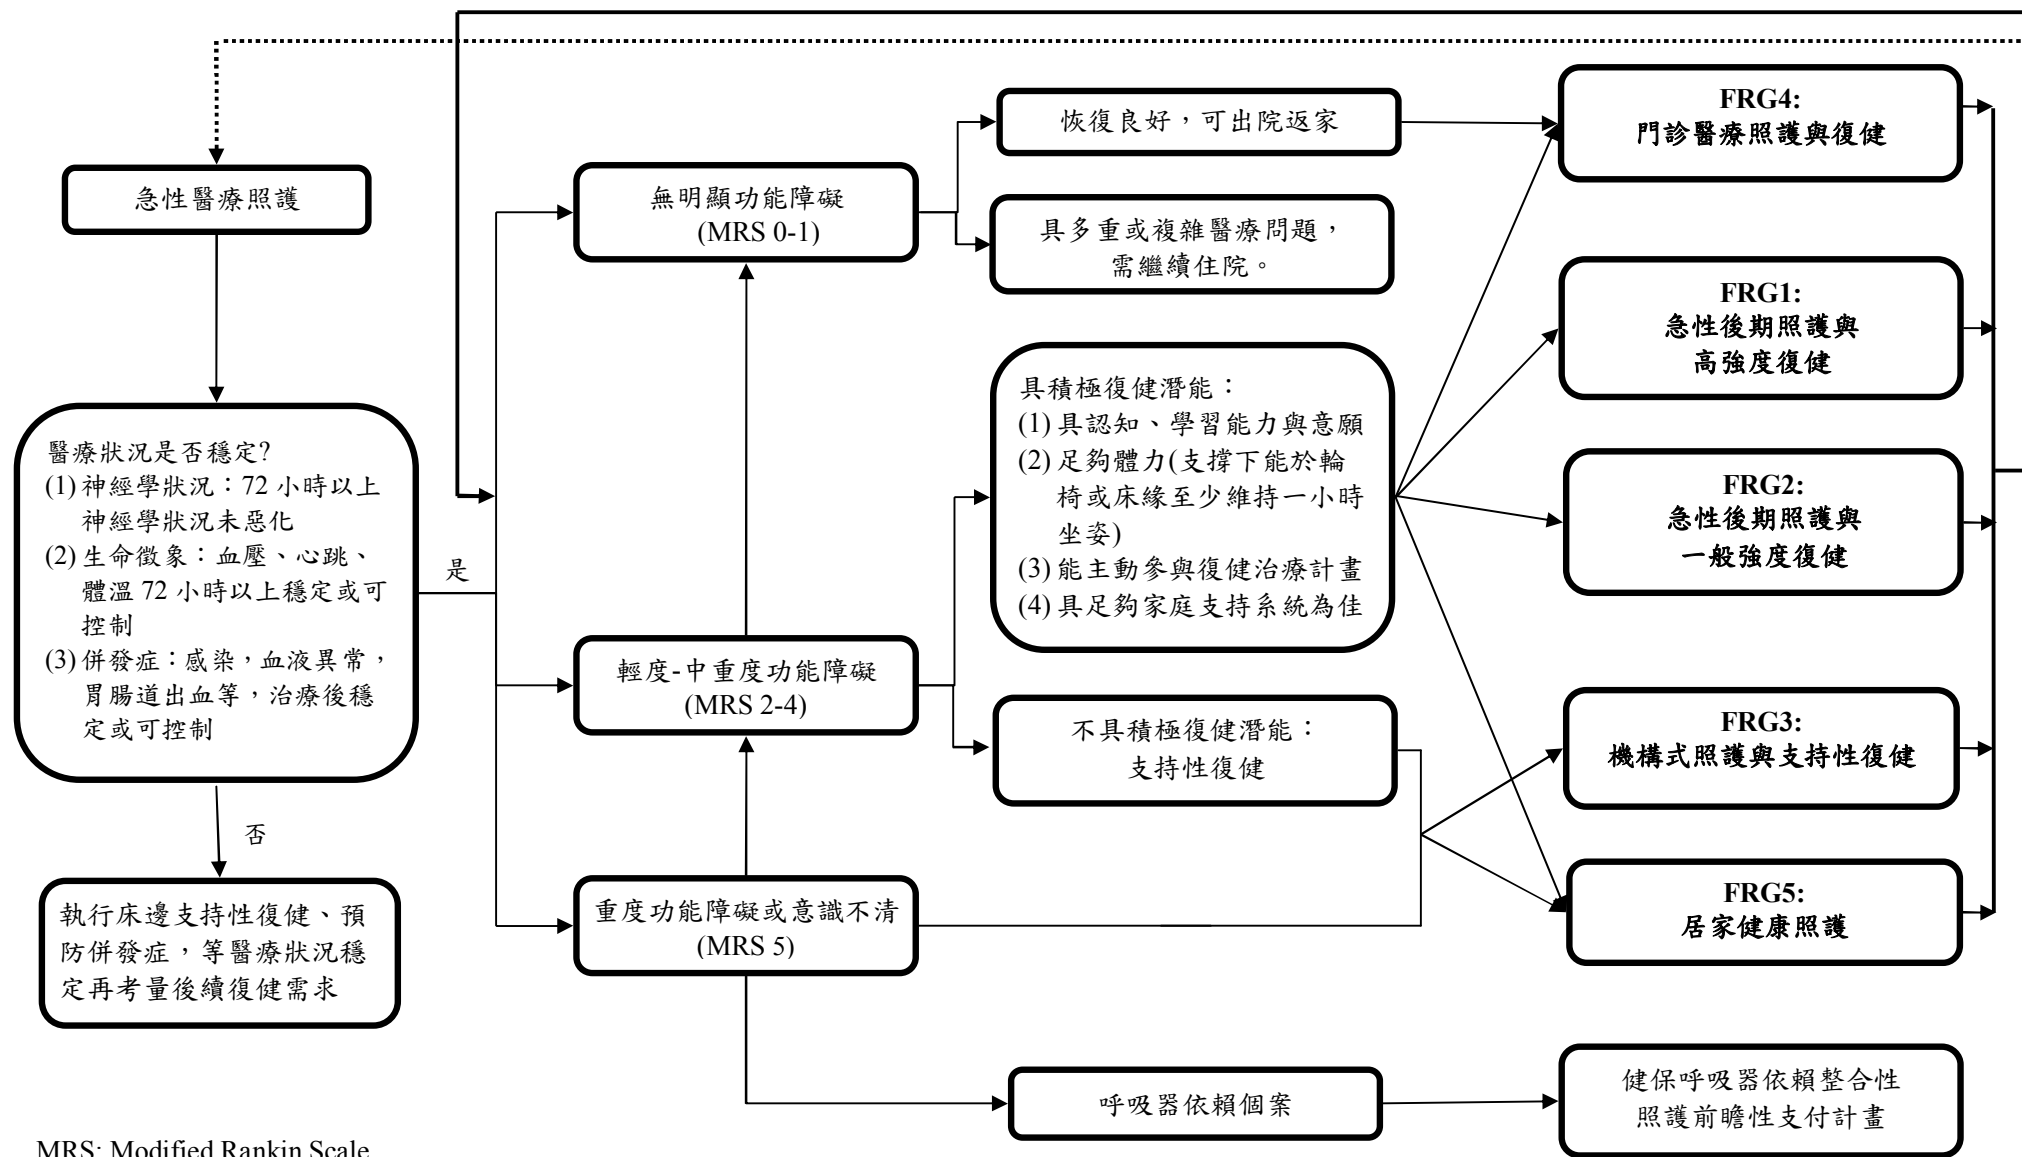 急性醫療照護
醫療狀況是否穩定?
(1) 神經學狀況：72 小時以上
神經學狀況未惡化
(2) 生命徵象：血壓、心跳、
體溫 72 小時以上穩定或可
控制
(3) 併發症：感染，血液異常，
胃腸道出血等，治療後穩
定或可控制
是
否
執行床邊支持性復健、預
防併發症，等醫療狀況穩
定再考量後續復健需求
無明顯功能障礙
(MRS 0-1)
輕度-中重度功能障礙
(MRS 2-4)
重度功能障礙或意識不清
(MRS 5)
恢復良好，可出院返家
具多重或複雜醫療問題，
需繼續住院。
具積極復健潛能：
(1) 具認知、學習能力與意願
(2) 足夠體力(支撐下能於輪
椅或床緣至少維持一小時
坐姿)
(3) 能主動參與復健治療計畫
(4) 具足夠家庭支持系統為佳
不具積極復健潛能：
支持性復健
呼吸器依賴個案
FRG4:
門診醫療照護與復健
FRG1:
急性後期照護與
高強度復健
FRG2:
急性後期照護與
一般強度復健
FRG3:
機構式照護與支持性復健
FRG5:
居家健康照護
健保呼吸器依賴整合性
照護前瞻性支付計畫
MRS: Modified Rankin Scale